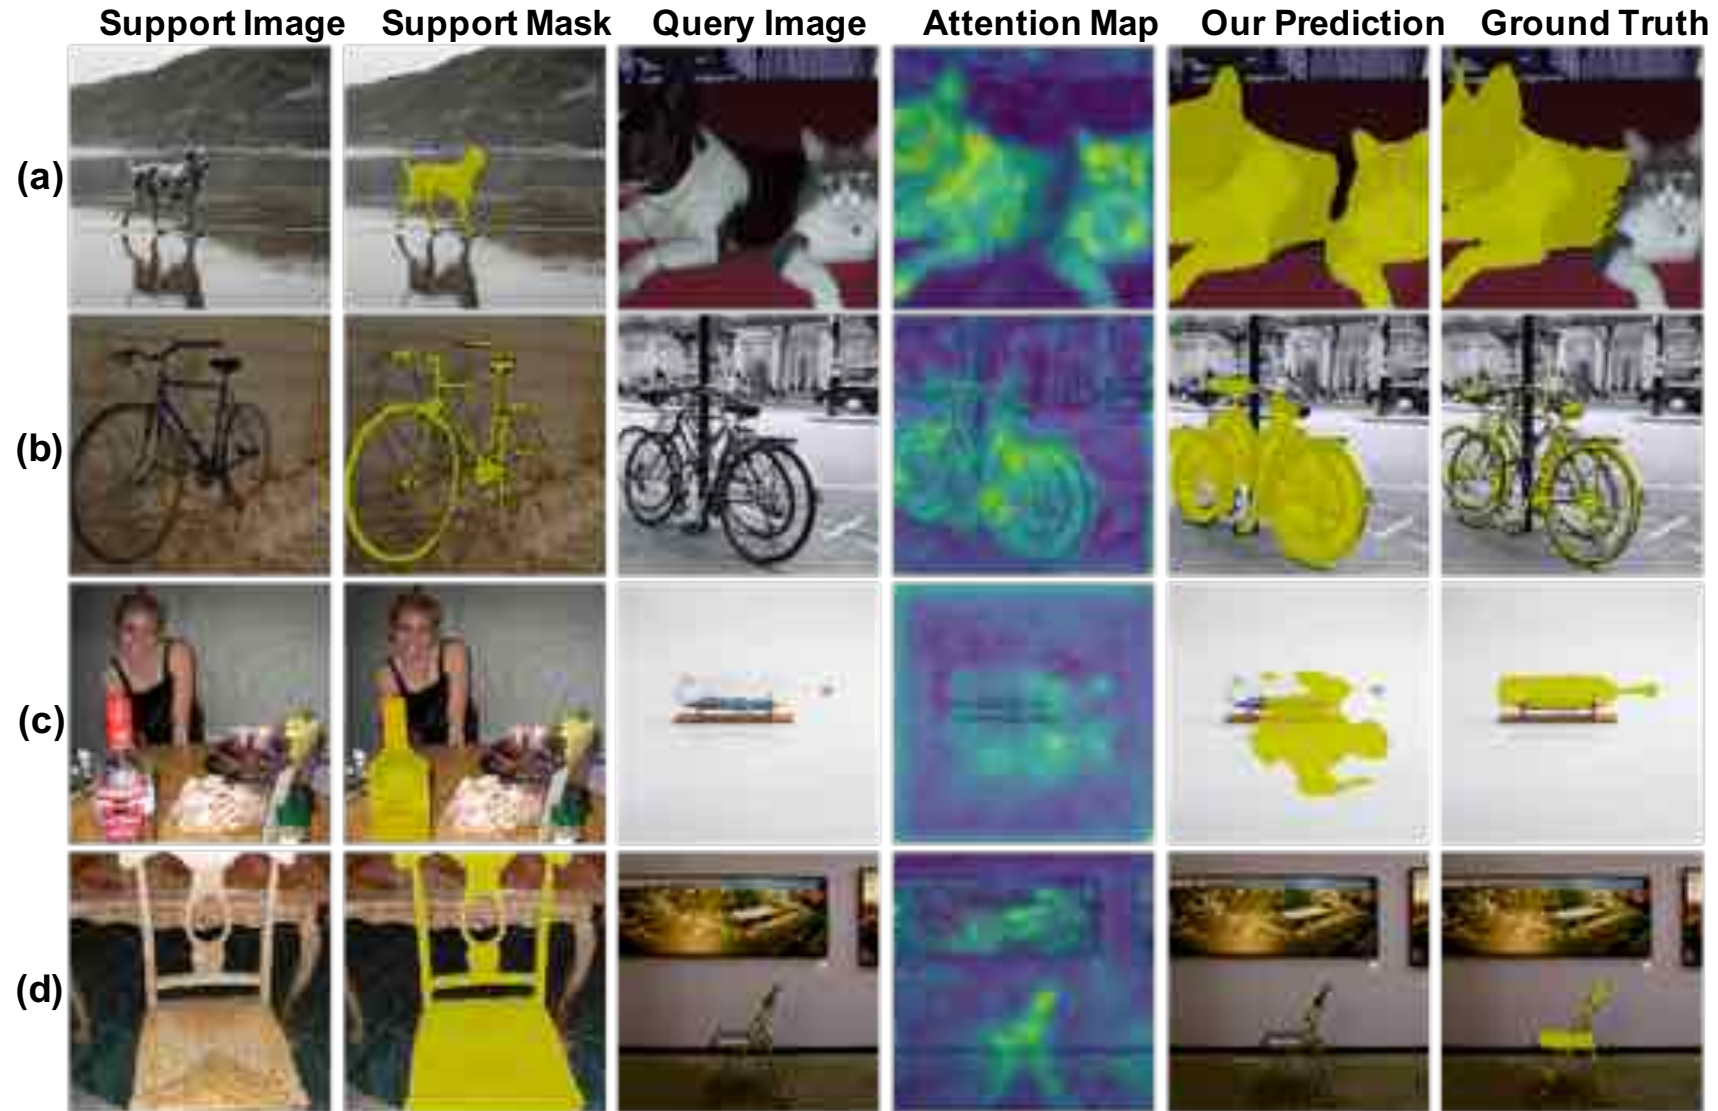 Support Image Support Mask Query Image Attention Map Our Prediction Ground Truth
(a)
(b)
(c)
(d)